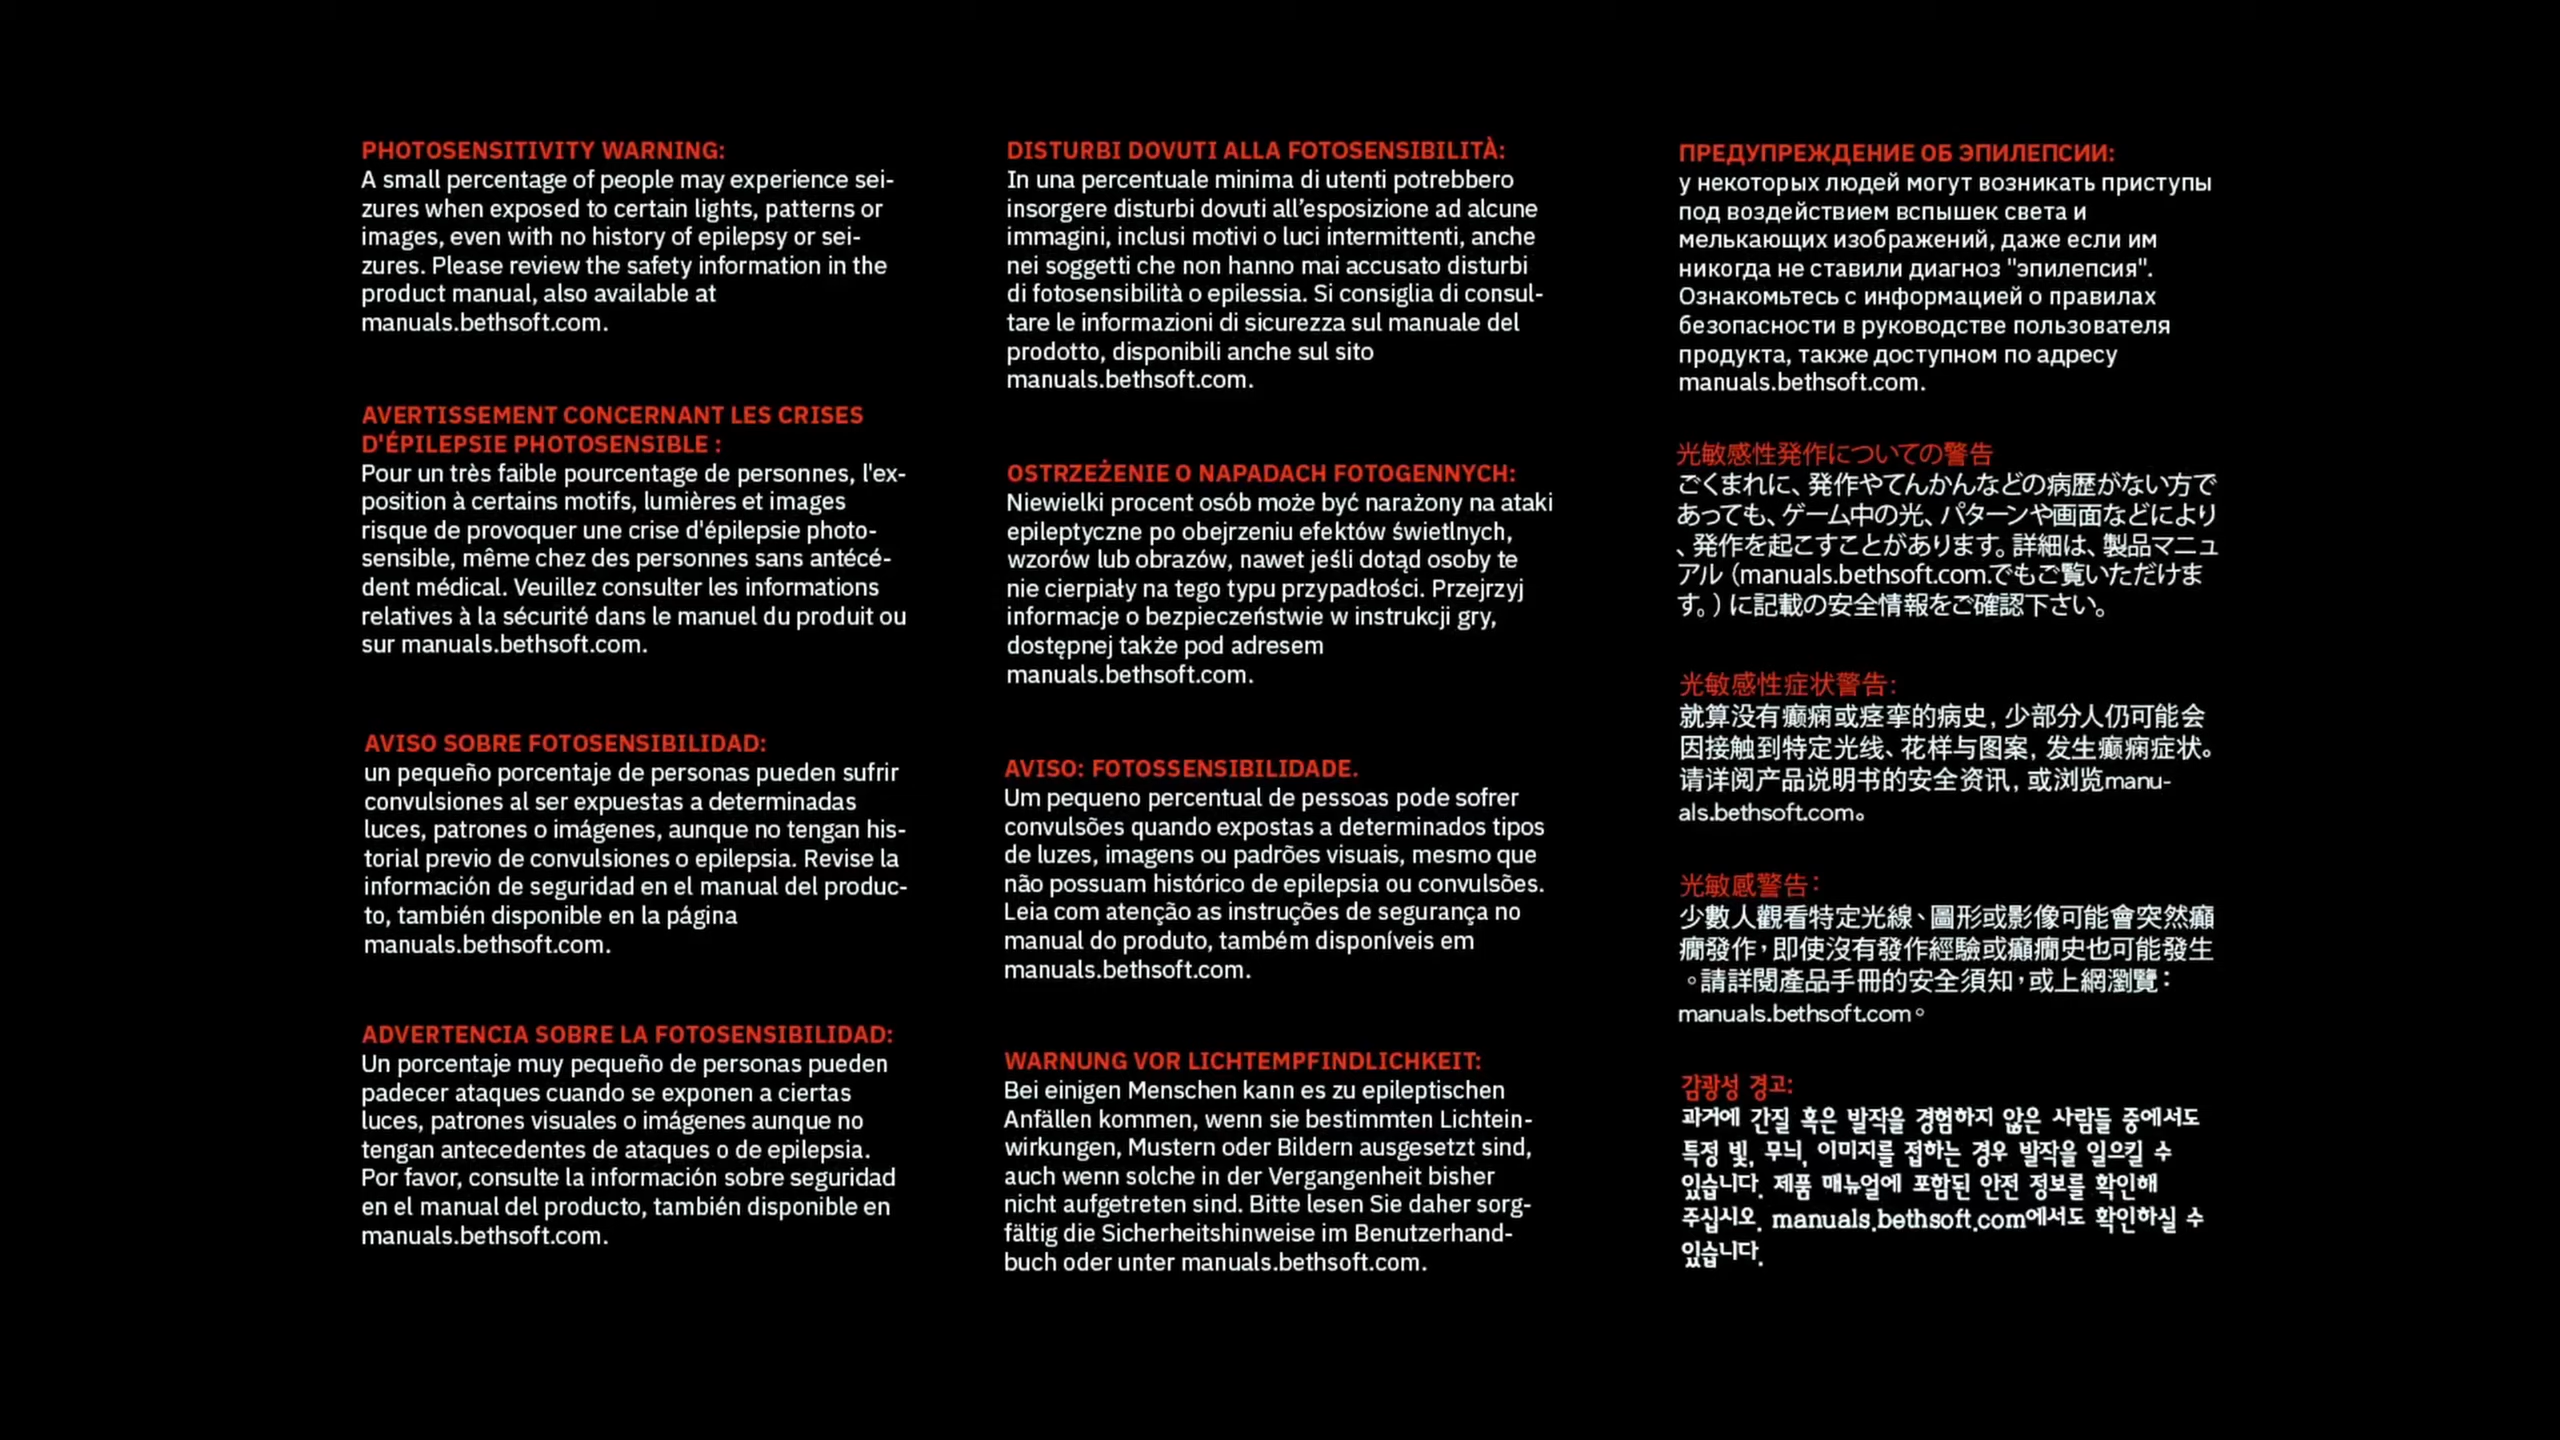 PHOTOSENSITIVITY WARNING:
A small percentage of people may experience sei-
zures when exposed to certain lights, patterns or
images, even with no history of epilepsy or sei-
zures. Please review the safety information in the
product manual, also available at
manuals.bethsoft.com.
AVERTISSEMENT CONCERNANT LES CRISES
D'ÉPILEPSIE PHOTOSENSIBLE :
Pour un très faible pourcentage de personnes, l'ex-
position à certains motifs, lumières et images
risque de provoquer une crise d'épilepsie photo-
sensible, même chez des personnes sans antécé-
dent médical. Veuillez consulter les informations
relatives à la sécurité dans le manuel du produit ou
sur manuals.bethsoft.com.
AVISO SOBRE FOTOSENSIBILIDAD:
un pequeño porcentaje de personas pueden sufrir
convulsiones al ser expuestas a determinadas
luces, patrones o imágenes, aunque no tengan his-
torial previo de convulsiones o epilepsia. Revise la
información de seguridad en el manual del produc-
to, también disponible en la página
manuals.bethsoft.com.
ADVERTENCIA SOBRE LA FOTOSENSIBILIDAD:
Un porcentaje muy pequeño de personas pueden
padecer ataques cuando se exponen a ciertas
luces, patrones visuales o imágenes aunque no
tengan antecedentes de ataques o de epilepsia.
Por favor, consulte la información sobre seguridad
en el manual del producto, también disponible en
manuals.bethsoft.com.
DISTURBI DOVUTI ALLA FOTOSENSIBILITÀ:
In una percentuale minima di utenti potrebbero
insorgere disturbi dovuti all’esposizione ad alcune
immagini, inclusi motivi o luci intermittenti, anche
nei soggetti che non hanno mai accusato disturbi
di fotosensibilità o epilessia. Si consiglia di consul-
tare le informazioni di sicurezza sul manuale del
prodotto, disponibili anche sul sito
manuals.bethsoft.com.
OSTRZEŻENIE O NAPADACH FOTOGENNYCH:
Niewielki procent osób może być narażony na ataki
epileptyczne po obejrzeniu efektów świetlnych,
wzorów lub obrazów, nawet jeśli dotąd osoby te
nie cierpiały na tego typu przypadłości. Przejrzyj
informacje o bezpieczeństwie w instrukcji gry,
dostępnej także pod adresem
manuals.bethsoft.com.
AVISO: FOTOSSENSIBILIDADE.
Um pequeno percentual de pessoas pode sofrer
convulsões quando expostas a determinados tipos
de luzes, imagens ou padrões visuais, mesmo que
não possuam histórico de epilepsia ou convulsões.
Leia com atenção as instruções de segurança no
manual do produto, também disponíveis em
manuals.bethsoft.com.
WARNUNG VOR LICHTEMPFINDLICHKEIT:
Bei einigen Menschen kann es zu epileptischen
Anfällen kommen, wenn sie bestimmten Lichtein-
wirkungen, Mustern oder Bildern ausgesetzt sind,
auch wenn solche in der Vergangenheit bisher
nicht aufgetreten sind. Bitte lesen Sie daher sorg-
fältig die Sicherheitshinweise im Benutzerhand-
buch oder unter manuals.bethsoft.com.
ПРЕДУПРЕЖДЕНИЕ ОБ ЭПИЛЕПСИИ:
у некоторых людей могут возникать приступы
под воздействием вспышек света и
мелькающих изображений, даже если им
никогда не ставили диагноз "эпилепсия".
Ознакомьтесь с информацией о правилах
безопасности в руководстве пользователя
продукта, также доступном по адресу
manuals.bethsoft.com.
光敏感性発作についての警告
ごくまれに、発作やてんかんなどの病歴がない方で
あっても、ゲーム中の光、パターンや画面などにより
、発作を起こすことがあります。詳細は、製品マニュ
アル（manuals.bethsoft.com.でもご覧いただけま
す。）に記載の安全情報をご確認下さい。
光敏感性症状警告：
就算没有癫痫或痉挛的病史，少部分人仍可能会
因接触到特定光线、花样与图案，发生癫痫症状。
请详阅产品说明书的安全资讯，或浏览manu-
als.bethsoft.com。
光敏感警告：
少數人觀看特定光線、圖形或影像可能會突然癲
癇發作，即使沒有發作經驗或癲癇史也可能發生
。請詳閱產品手冊的安全須知，或上網瀏覽：
manuals.bethsoft.com。
감광성 경고:
과거에 간질 혹은 발작을 경험하지 않은 사람들 중에서도
특정 빛, 무늬, 이미지를 접하는 경우 발작을 일으킬 수
있습니다. 제품 매뉴얼에 포함된 안전 정보를 확인해
주십시오. manuals.bethsoft.com에서도 확인하실 수
있습니다.